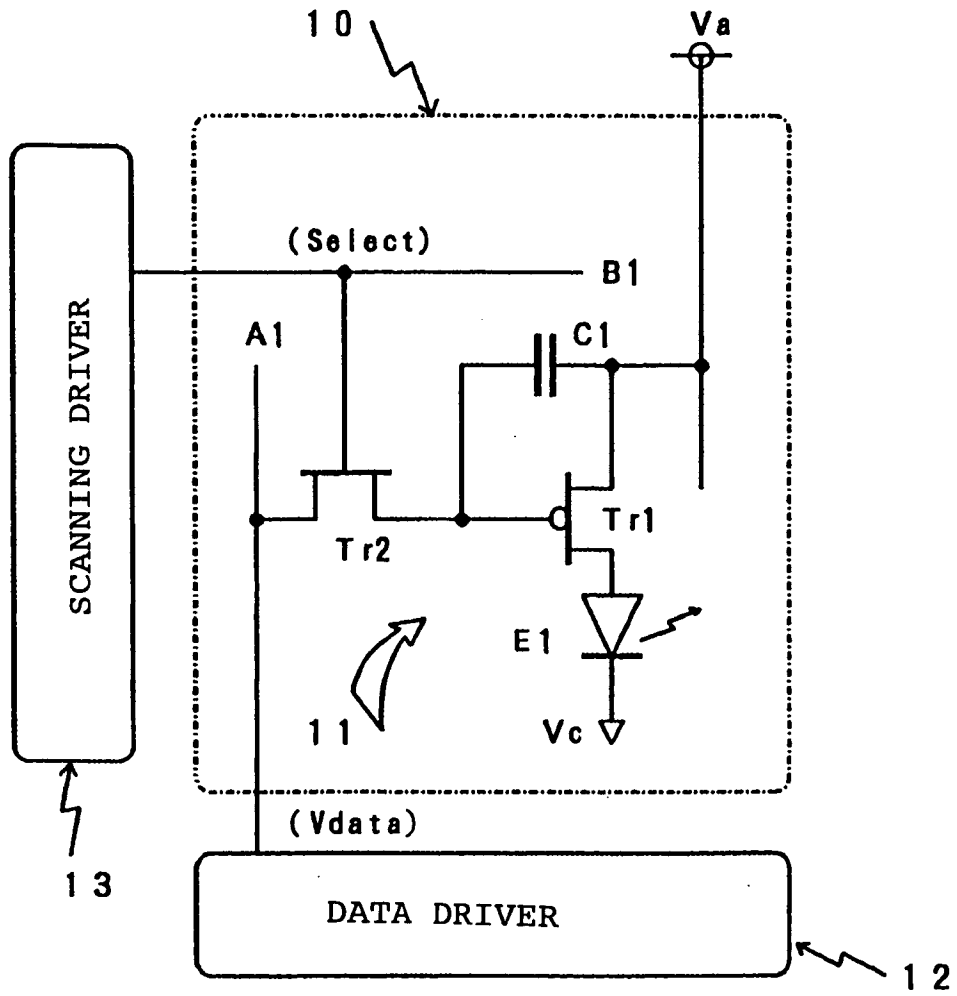 10
Va
(Select)
B1
A1
C1
SCANNING DRIVER
Tr1
Tr2
E1
11
Vc
(Vdata)
13
DATA DRIVER
12